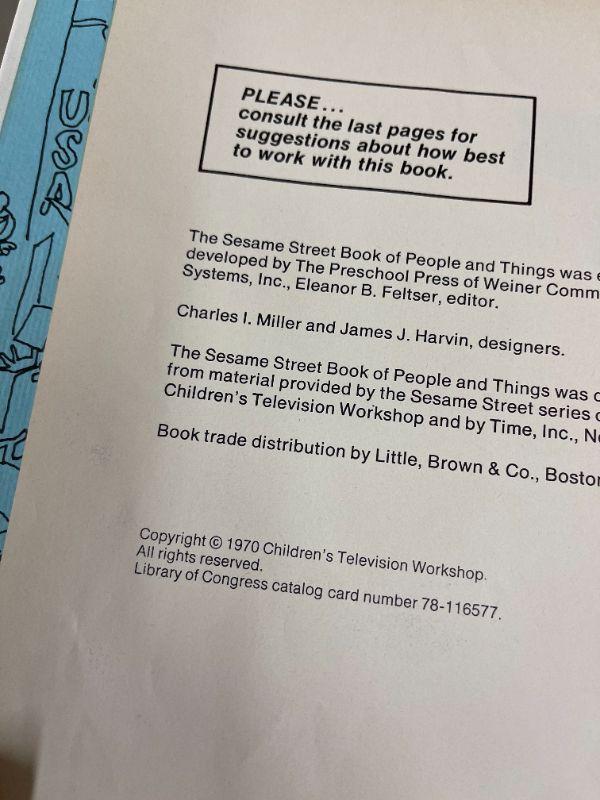 USA
PLEASE...
consult the last pages for
suggestions about how best
to work with this book.
The Sesame Street Book of People and Things was
developed by The Preschool Press of Weiner Comm
Systems, Inc., Eleanor B. Feltser, editor.
Charles I. Miller and James J. Harvin, designers.
The Sesame Street Book of People and Things was
from material provided by the Sesame Street series
Children's Television Workshop and by Time, Inc.,
Book trade distribution by Little, Brown & Co., Boston
Copyright © 1970 Children's Television Workshop.
All rights reserved.
Library of Congress catalog card number 78-116577.